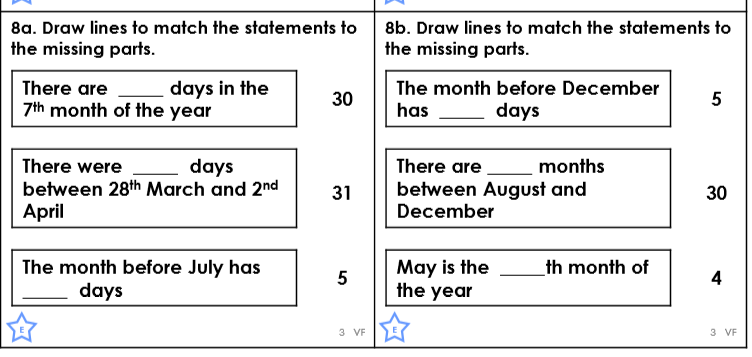 8a. Draw lines to match the statements to
the missing parts.
There are _____ days in the
7th month of the year
30
There were _____ days
between 28th March and 2nd
April
31
The month before July has
_____ days
5
E
3 VF
8b. Draw lines to match the statements to
the missing parts.
The month before December
has _____ days
5
There are _____ months
between August and
December
30
May is the _____th month of
the year
4
E
3 VF